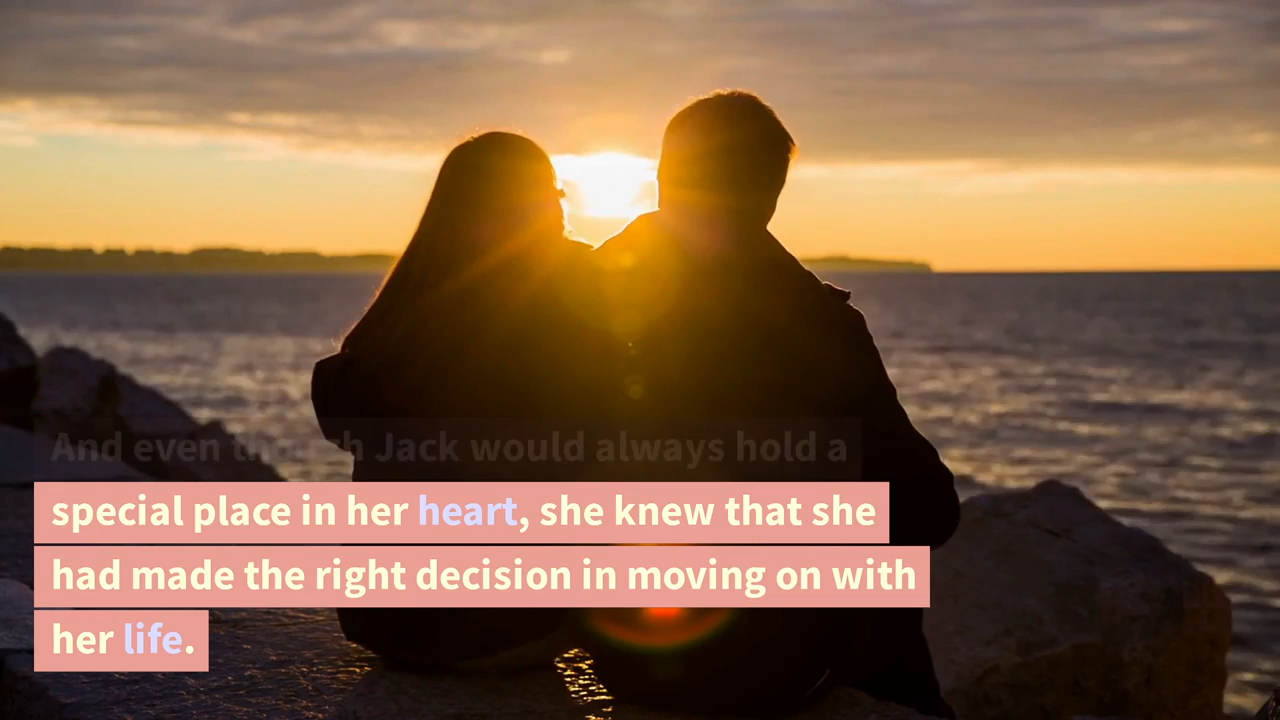 And even though Jack would always hold a
special place in her heart, she knew that she
had made the right decision in moving on with
her life.